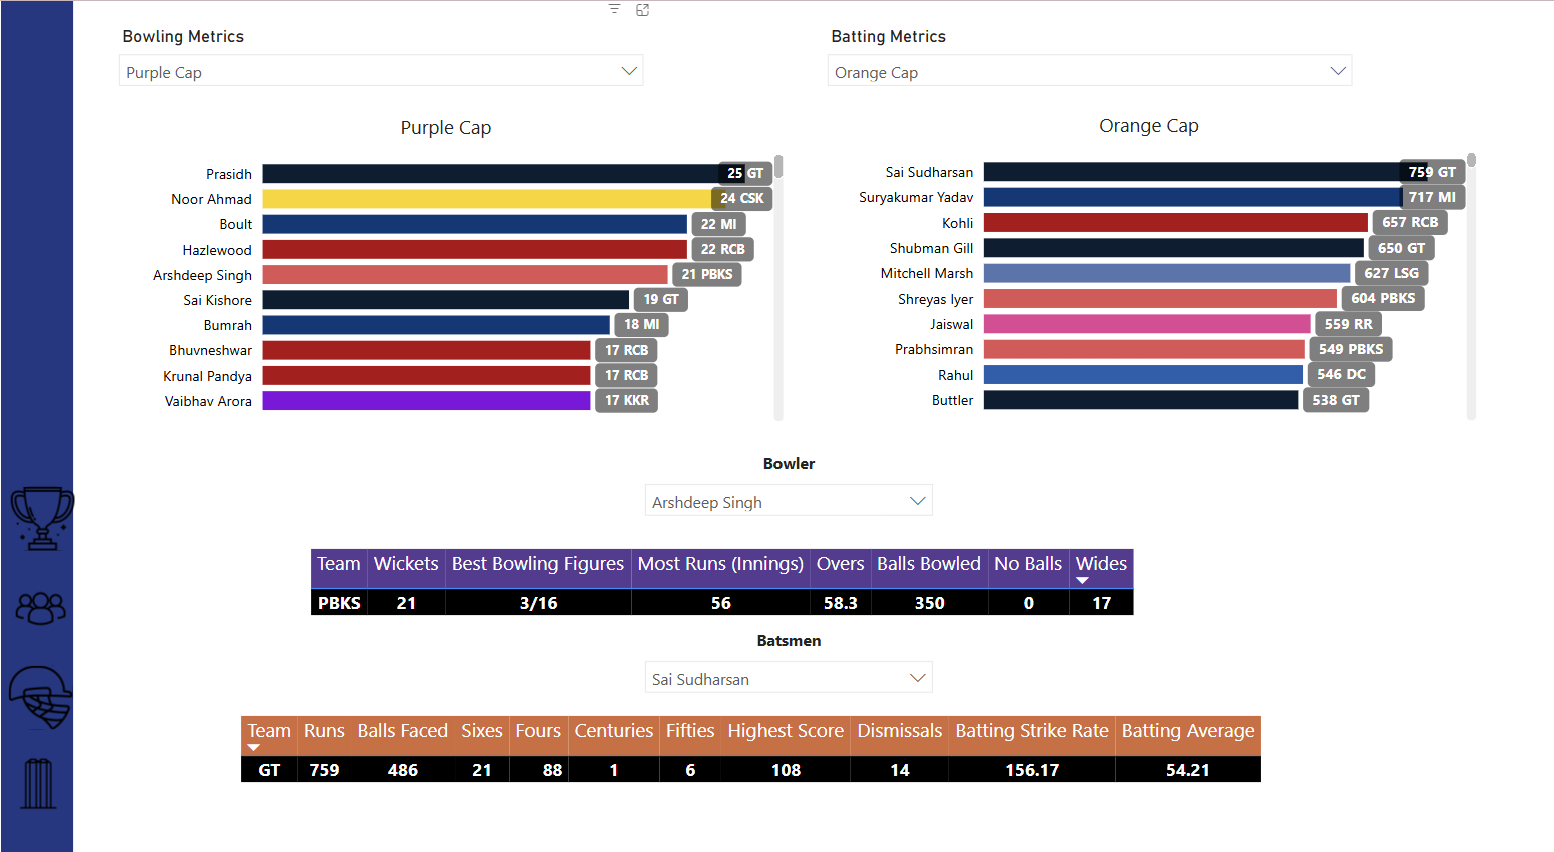 Bowling Metrics
Purple Cap
Purple Cap
Prasidh 25 GT
Noor Ahmad 24 CSK
Boult 22 MI
Hazlewood 22 RCB
Arshdeep Singh 21 PBKS
Sai Kishore 19 GT
Bumrah 18 MI
Bhuvneshwar 17 RCB
Krunal Pandya 17 RCB
Vaibhav Arora 17 KKR
Batting Metrics
Orange Cap
Orange Cap
Sai Sudharsan 759 GT
Suryakumar Yadav 717 MI
Kohli 657 RCB
Shubman Gill 650 GT
Mitchell Marsh 627 LSG
Shreyas Iyer 604 PBKS
Jaiswal 559 RR
Prabhsimran 549 PBKS
Rahul 546 DC
Buttler 538 GT
Bowler
Arshdeep Singh
Team Wickets Best Bowling Figures Most Runs (Innings) Overs Balls Bowled No Balls Wides
PBKS 21 3/16 56 58.3 350 0 17
Batsmen
Sai Sudharsan
Team Runs Balls Faced Sixes Fours Centuries Fifties Highest Score Dismissals Batting Strike Rate Batting Average
GT 759 486 21 88 1 6 108 14 156.17 54.21